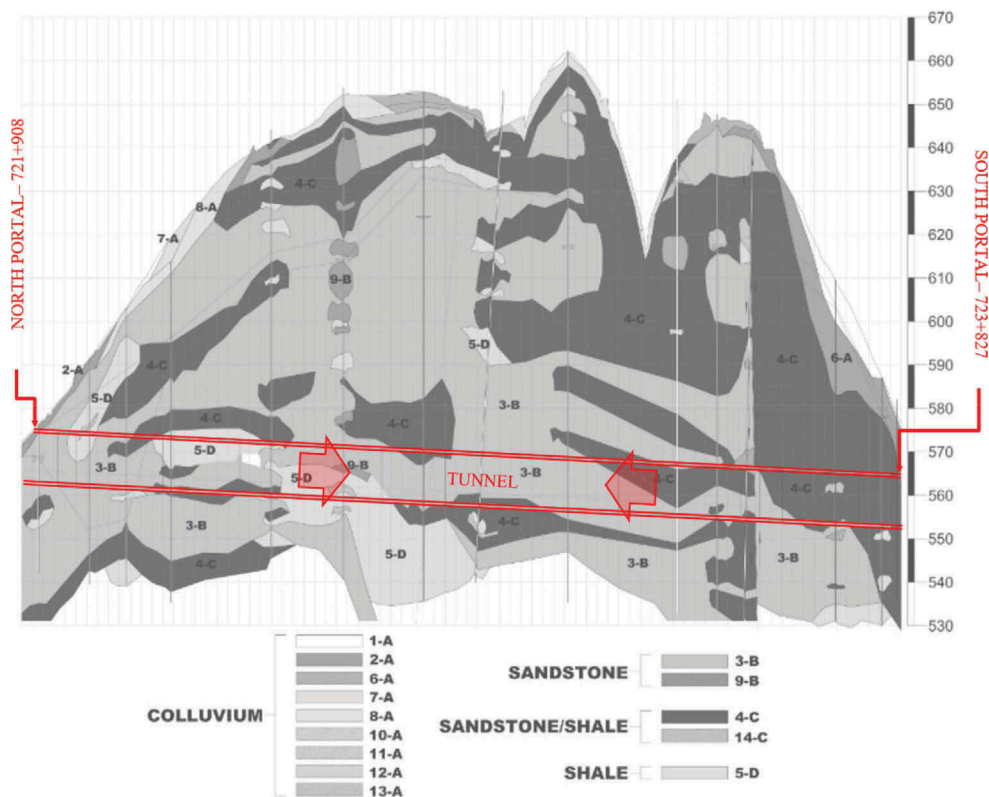 670
660
650
640
630
620
610
600
590
580
570
560
550
540
530
NORTH PORTAL– 721+908
SOUTH PORTAL– 723+827
4-C
8-A
7-A
9-B
4-C
5-D
2-A
4-C
4-C
6-A
5-D
3-B
4-C
4-C
5-D
3-B
9-B
5-D
3-B
TUNNEL
4-C
4-C
3-B
4-C
5-D
4-C
3-B
3-B
COLLUVIUM
1-A
2-A
6-A
7-A
8-A
10-A
11-A
12-A
13-A
SANDSTONE
3-B
9-B
SANDSTONE/SHALE
4-C
14-C
SHALE
5-D